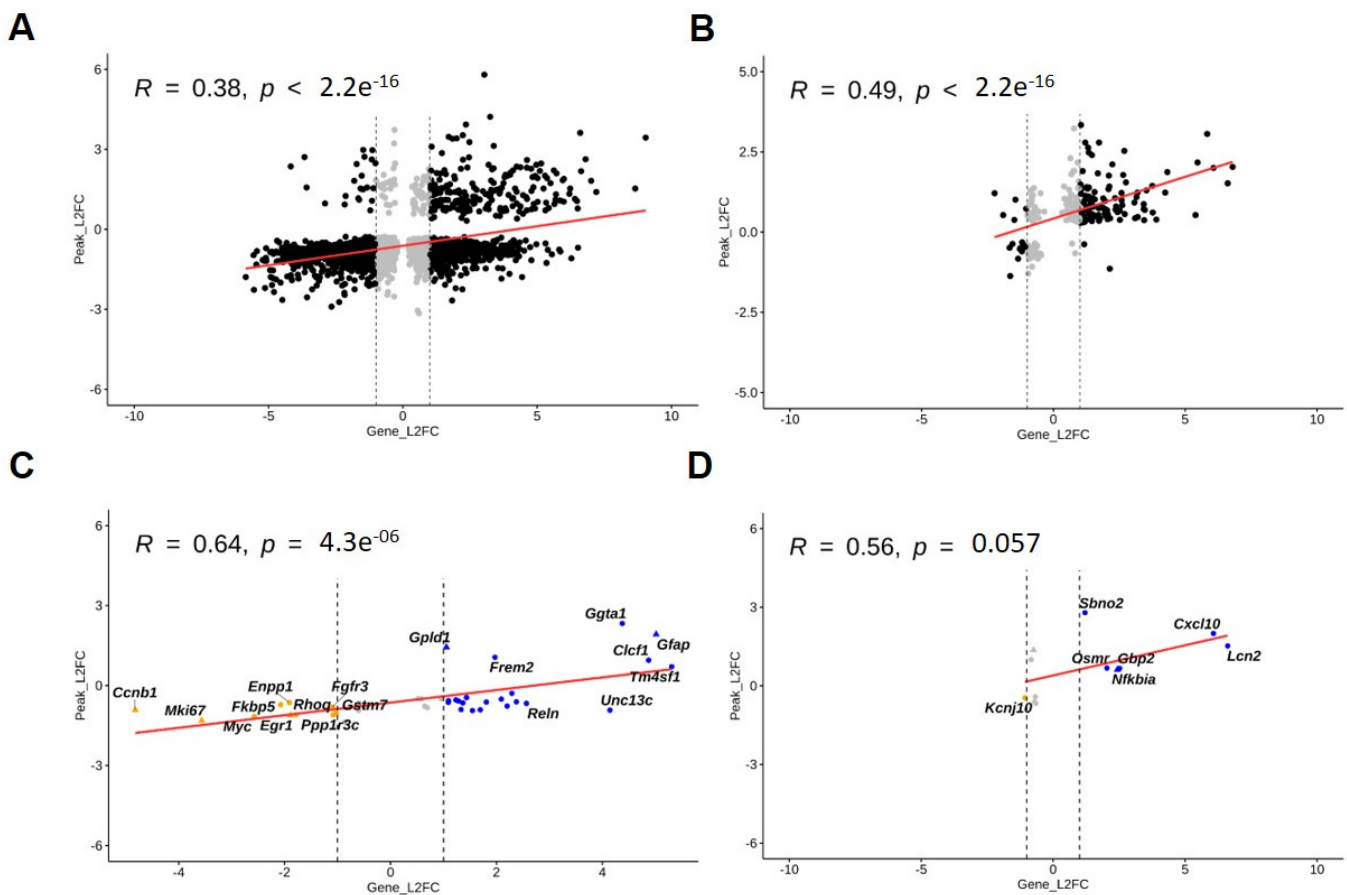 A
R = 0.38, p < 2.2e-16
6
3
0
-3
-6
Peak_L2FC
-10
-5
0
5
10
Gene_L2FC
B
R = 0.49, p < 2.2e-16
5.0
2.5
0.0
-2.5
-5.0
Peak_L2FC
-10
-5
0
5
10
Gene_L2FC
C
R = 0.64, p = 4.3e-06
6
3
0
-3
-6
Peak_L2FC
Ggta1
Gpld1
Gfap
Clcf1
Frem2
Tm4sf1
Ccnb1
Enpp1
Fgfr3
Mki67
Fkbp5
Rhoq
Gstm7
Unc13c
Reln
Myc
Egr1
Ppp1r3c
-4
-2
0
2
4
Gene_L2FC
D
R = 0.56, p = 0.057
6
3
0
-3
-6
Peak_L2FC
Sbno2
Cxcl10
Osmr
Gbp2
Lcn2
Nfkbia
Kcnj10
-10
-5
0
5
10
Gene_L2FC